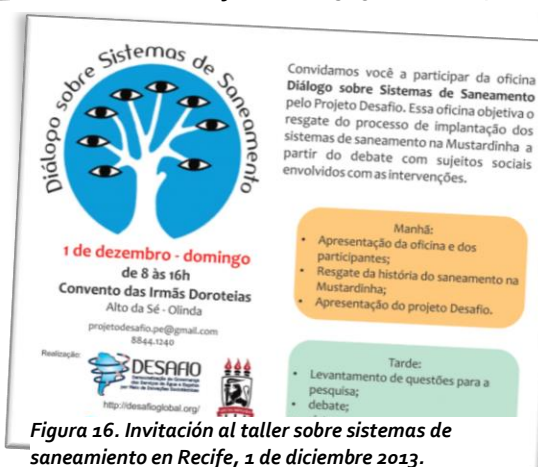 Diálogo sobre Sistemas de Saneamento
1 de dezembro - domingo
de 8 às 16h
Convento das Irmãs Doroteias
Alto da Sé - Olinda
projetodesafio.pe@gmail.com
8844.1240
Realização:
DESAFIO
http://desafioglobal.org/
Convidamos você a participar da oficina
Diálogo sobre Sistemas de Saneamento
pelo Projeto Desafio. Essa oficina objetiva o
resgate do processo de implantação dos
sistemas de saneamento na Mustardinha a
partir do debate com sujeitos sociais
envolvidos com as intervenções.
Manhã:
• Apresentação da oficina e dos
participantes;
• Resgate da história do saneamento na
Mustardinha;
• Apresentação do projeto Desafio.
Tarde:
• Levantamento de questões para a
pesquisa;
• debate;
Figura 16. Invitación al taller sobre sistemas de
saneamiento en Recife, 1 de diciembre 2013.